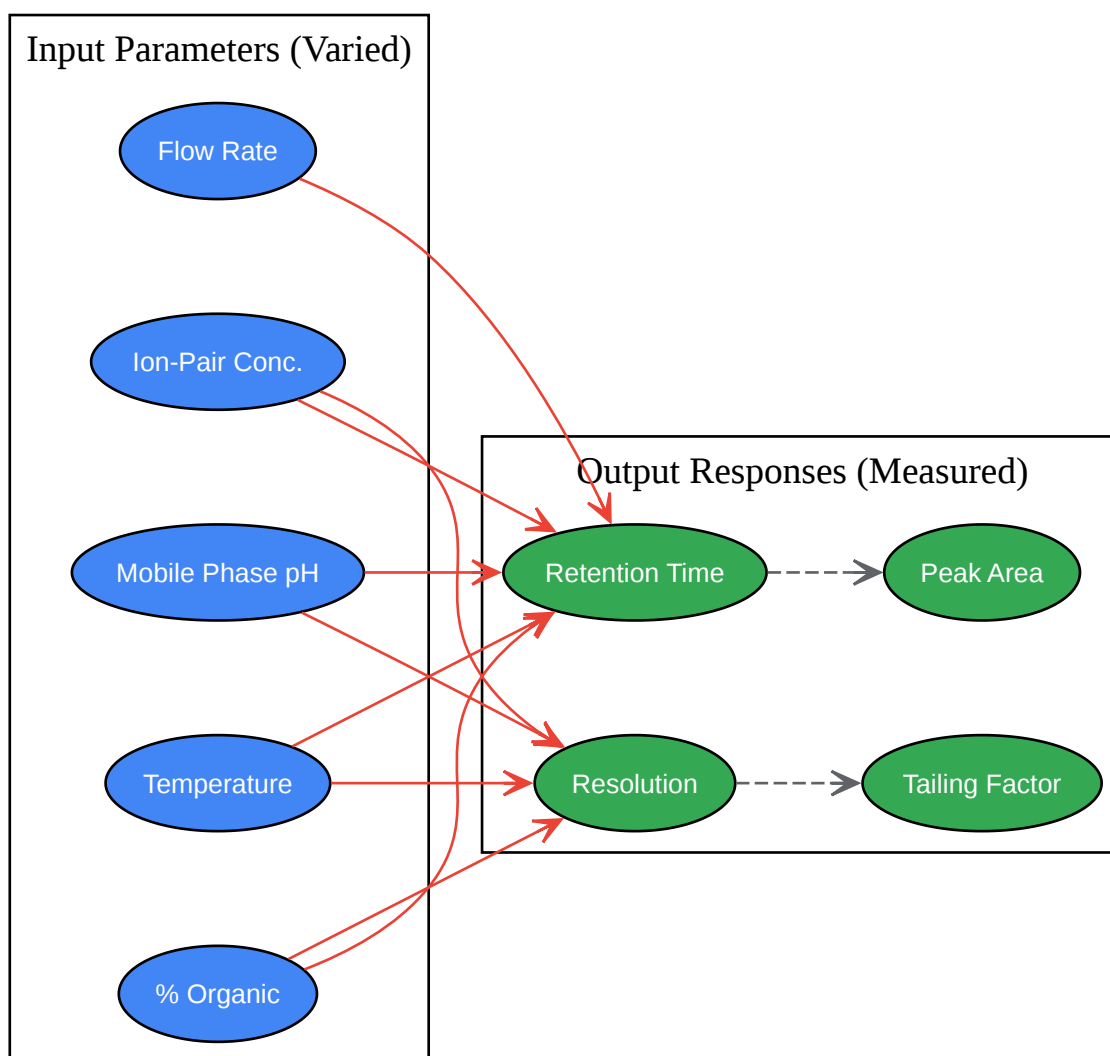 Input Parameters (Varied)
Flow Rate
Ion-Pair Conc.
Mobile Phase pH
Temperature
% Organic
Output Responses (Measured)
Retention Time
Peak Area
Resolution
Tailing Factor